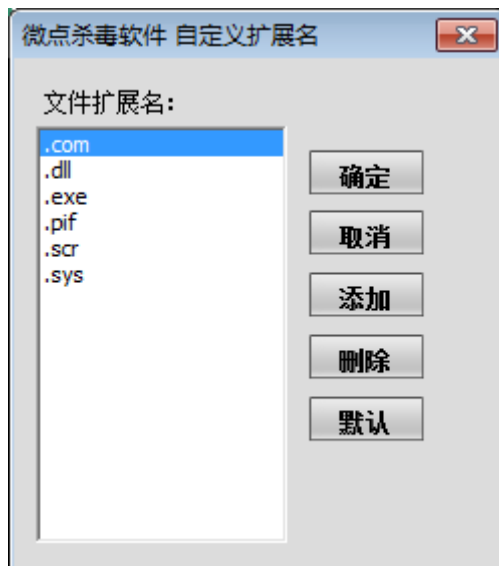 微点杀毒软件 自定义扩展名
文件扩展名：
.com
.dll
.exe
.pif
.scr
.sys
确定
取消
添加
删除
默认